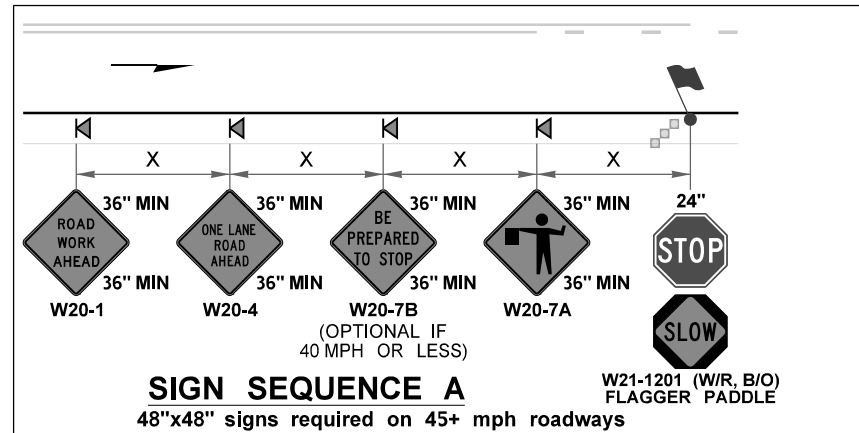 X X X X
36" MIN 36" MIN 36" MIN 36" MIN 24"
ROAD
WORK
AHEAD
ONE LANE
ROAD
AHEAD
BE
PREPARED
TO STOP
STOP
36" MIN 36" MIN 36" MIN 36" MIN
W20-1 W20-4 W20-7B W20-7A
(OPTIONAL IF
40 MPH OR LESS)
SLOW
W21-1201 (W/R, B/O)
FLAGGER PADDLE
SIGN SEQUENCE A
48"x48" signs required on 45+ mph roadways